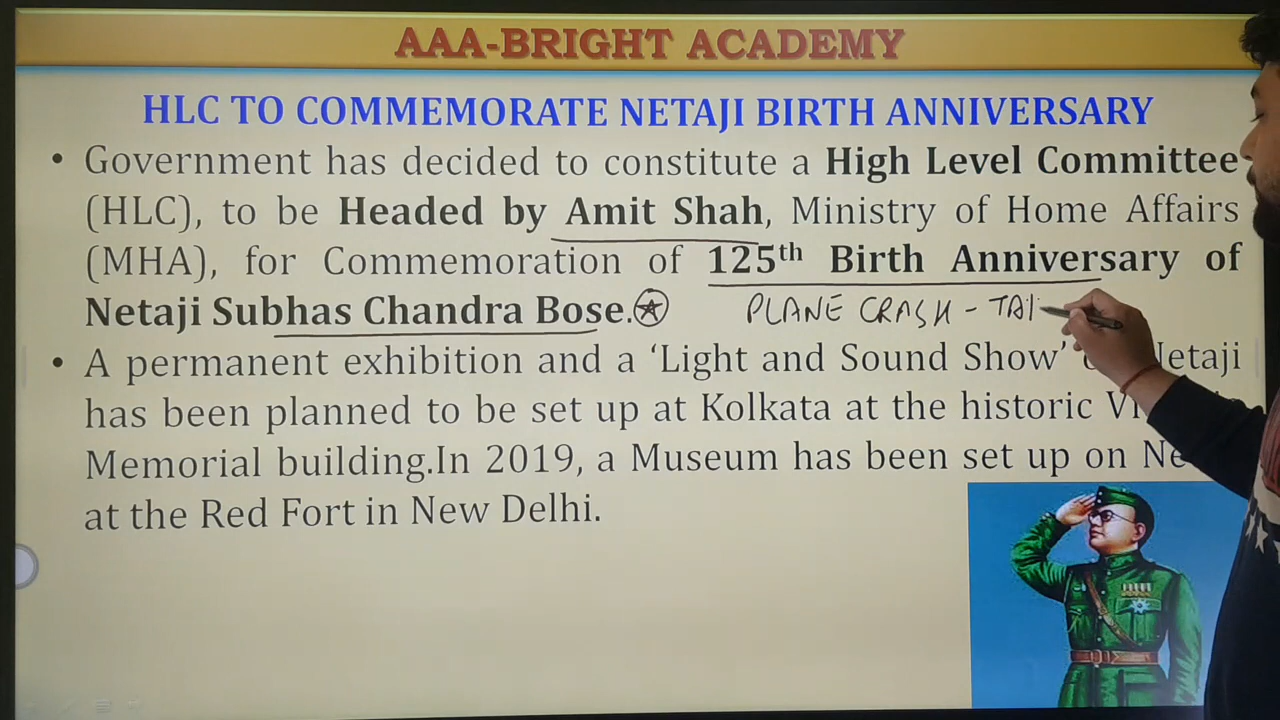 AAA-BRIGHT ACADEMY
HLC TO COMMEMORATE NETAJI BIRTH ANNIVERSARY
• Government has decided to constitute a High Level Committee
(HLC), to be Headed by Amit Shah, Ministry of Home Affairs
(MHA), for Commemoration of 125th Birth Anniversary of
Netaji Subhas Chandra Bose.
PLANE CRASH - TAI
• A permanent exhibition and a ‘Light and Sound Show’ Netaji
has been planned to be set up at Kolkata at the historic
Memorial building.In 2019, a Museum has been set up on
at the Red Fort in New Delhi.